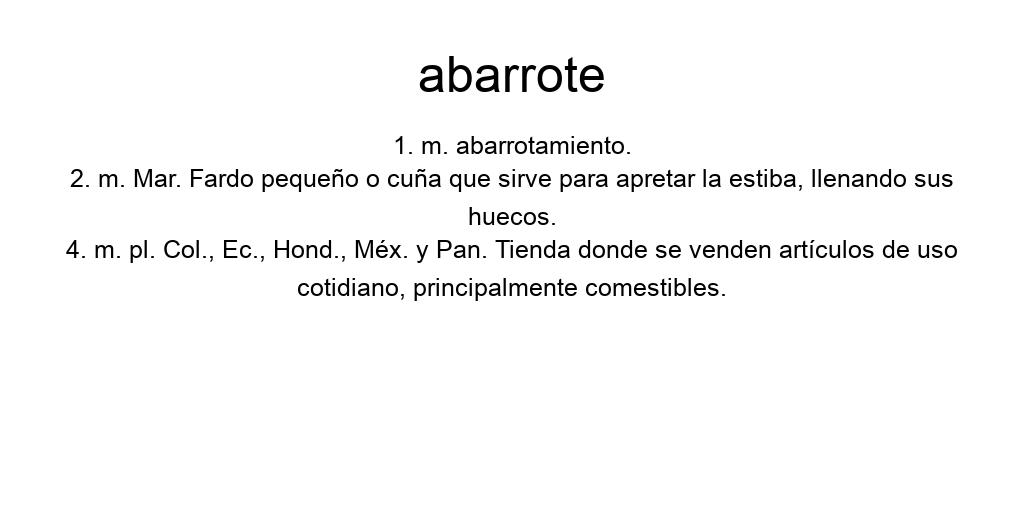 abarrote
1. m. abarrotamiento.
2. m. Mar. Fardo pequeño o cuña que sirve para apretar la estiba, llenando sus
huecos.
4. m. pl. Col., Ec., Hond., Méx. y Pan. Tienda donde se venden artículos de uso
cotidiano, principalmente comestibles.